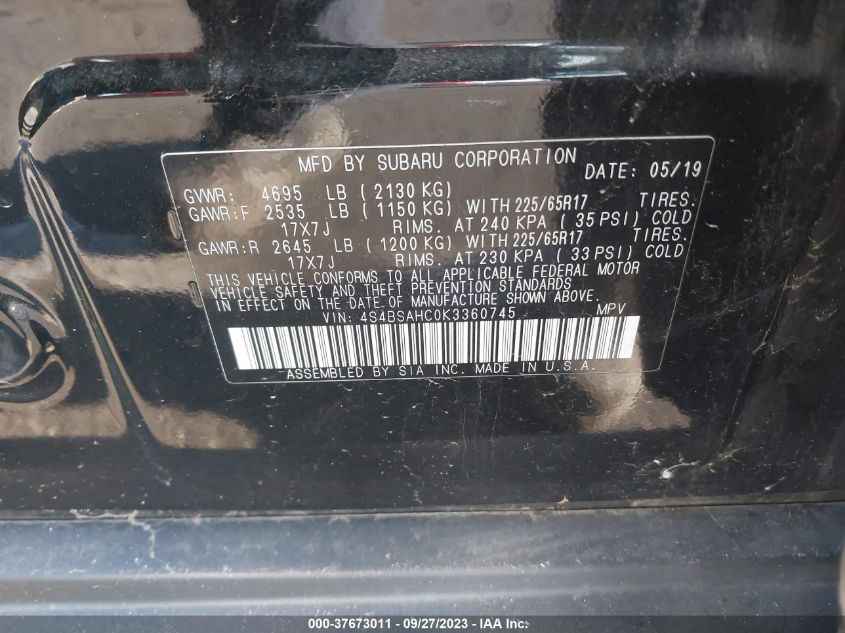 MFD BY SUBARU CORPORATION DATE: 05/19
GVWR: 4695 LB ( 2130 KG)
GAWR:F 2535 LB ( 1150 KG) WITH 225/65R17 TIRES.
17X7J RIMS. AT 240 KPA ( 35 PSI) COLD
GAWR:R 2645 LB ( 1200 KG) WITH 225/65R17 TIRES.
17X7J RIMS. AT 230 KPA ( 33 PSI) COLD
THIS VEHICLE CONFORMS TO ALL APPLICABLE FEDERAL MOTOR
VEHICLE SAFETY AND THEFT PREVENTION STANDARDS
IN EFFECT ON THE DATE OF MANUFACTURE SHOWN ABOVE.
VIN: 4S4BSAHC0K3360745 MPV
ASSEMBLED BY SIA INC. MADE IN U.S.A.
000-37673011 - 09/27/2023 - IAA Inc.